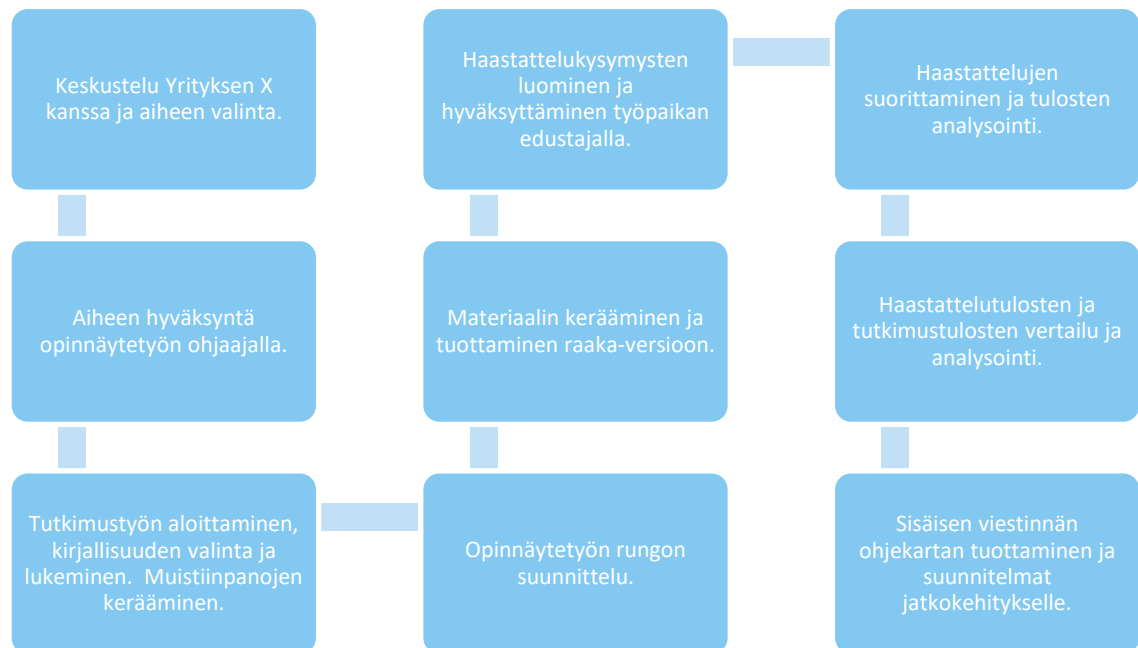 Keskustelu Yrityksen X
kanssa ja aiheen valinta.
Aiheen hyväksyntä
opinnäytetyön ohjaajalla.
Tutkimustyön aloittaminen,
kirjallisuuden valinta ja
lukeminen.  Muistiinpanojen
kerääminen.
Opinnäytetyön rungon
suunnittelu.
Materiaalin kerääminen ja
tuottaminen raaka-versioon.
Haastattelukysymysten
luominen ja
hyväksyttäminen työpaikan
edustajalla.
Haastattelujen
suorittaminen ja tulosten
analysointi.
Haastattelutulosten ja
tutkimustulosten vertailu ja
analysointi.
Sisäisen viestinnän
ohjekartan tuottaminen ja
suunnitelmat
jatkokehitykselle.